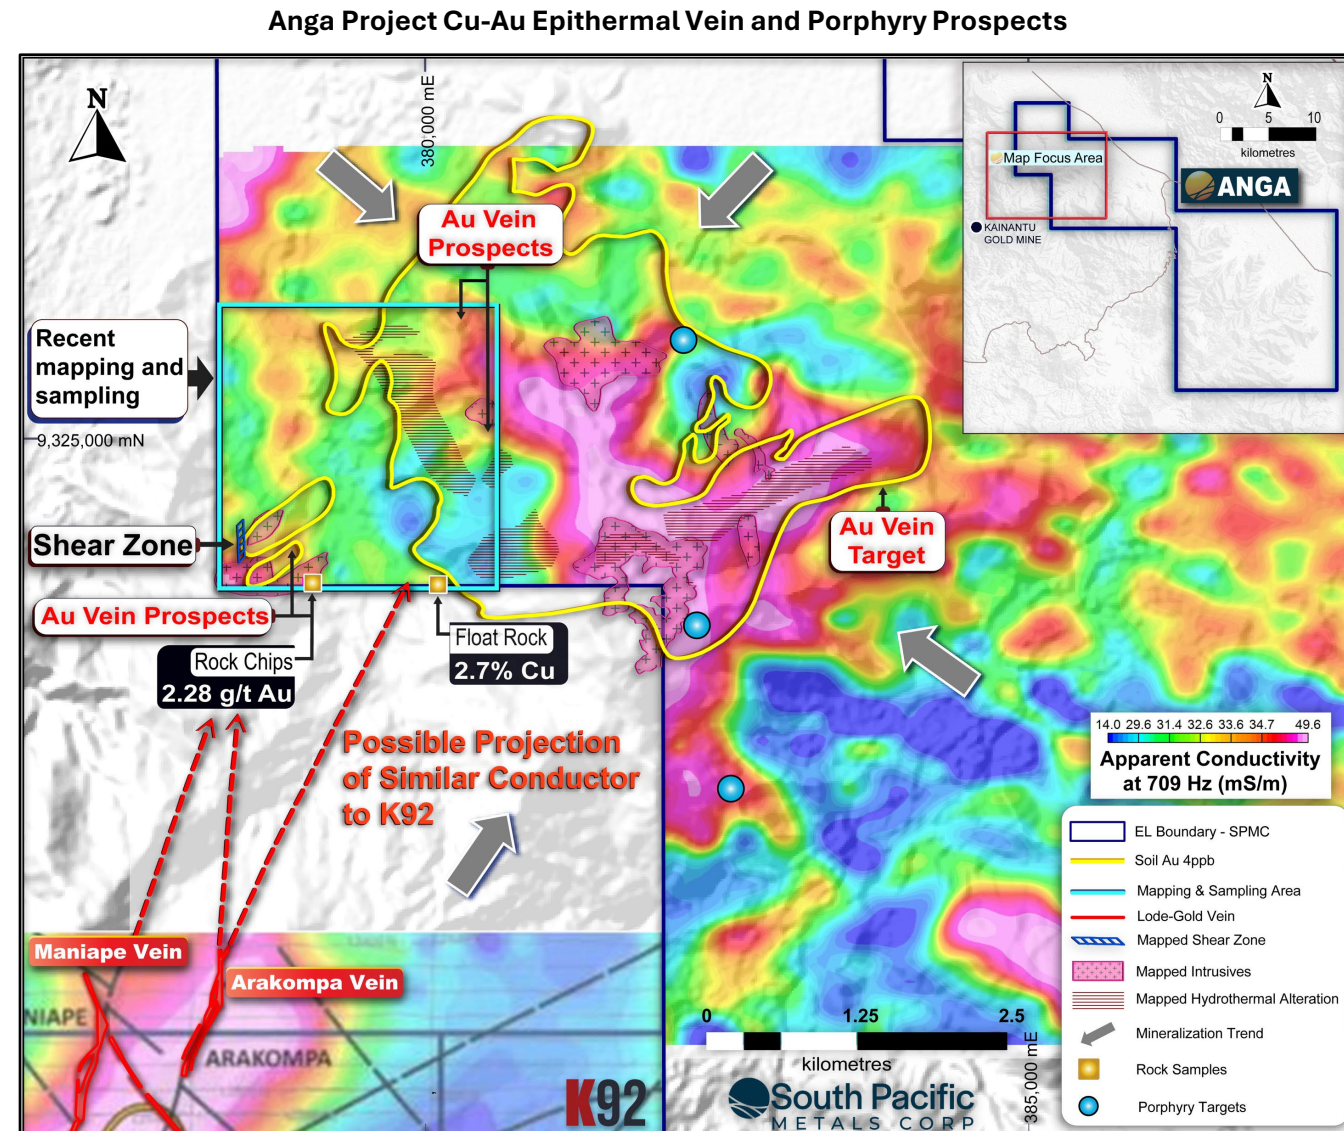 Anga Project Cu-Au Epithermal Vein and Porphyry Prospects
N
380,000 mE
N
0 5 10
kilometres
Map Focus Area
ANGA
KAINANTU
GOLD MINE
Au Vein
Prospects
Recent
mapping and
sampling
9,325,000 mN
Shear Zone
Au Vein
Target
Au Vein Prospects
Rock Chips
2.28 g/t Au
Float Rock
2.7% Cu
Possible Projection
of Similar Conductor
to K92
14.0 29.6 31.4 32.6 33.6 34.7 49.6
Apparent Conductivity
at 709 Hz (mS/m)
EL Boundary - SPMC
Soil Au 4ppb
Mapping & Sampling Area
Lode-Gold Vein
Mapped Shear Zone
Mapped Intrusives
Mapped Hydrothermal Alteration
Mineralization Trend
Rock Samples
Porphyry Targets
Maniape Vein
Arakompa Vein
NIAPE
ARAKOMPA
K92
0 1.25 2.5
kilometres
South Pacific
METALS CORP
385,000 mE